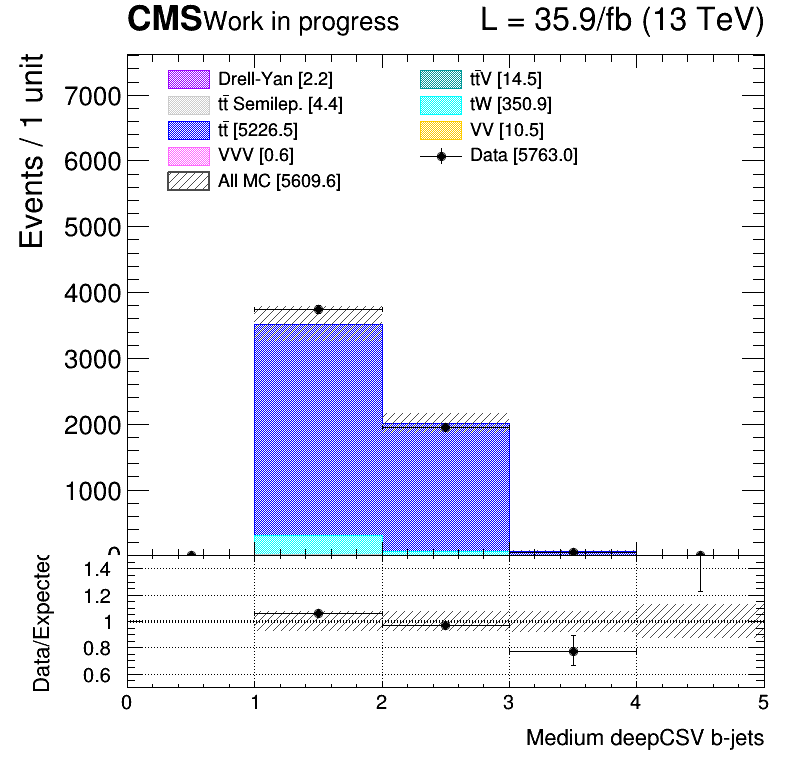 CMS Work in progress L = 35.9/fb (13 TeV)
Events / 1 unit
7000
6000
5000
4000
3000
2000
1000
0
Drell-Yan [2.2]
tt̄ Semilep. [4.4]
tt̄ [5226.5]
VVV [0.6]
All MC [5609.6]
tt̄V [14.5]
tW [350.9]
VV [10.5]
Data [5763.0]
Data/Expected
1.4
1.2
1
0.8
0.6
0 1 2 3 4 5
Medium deepCSV b-jets